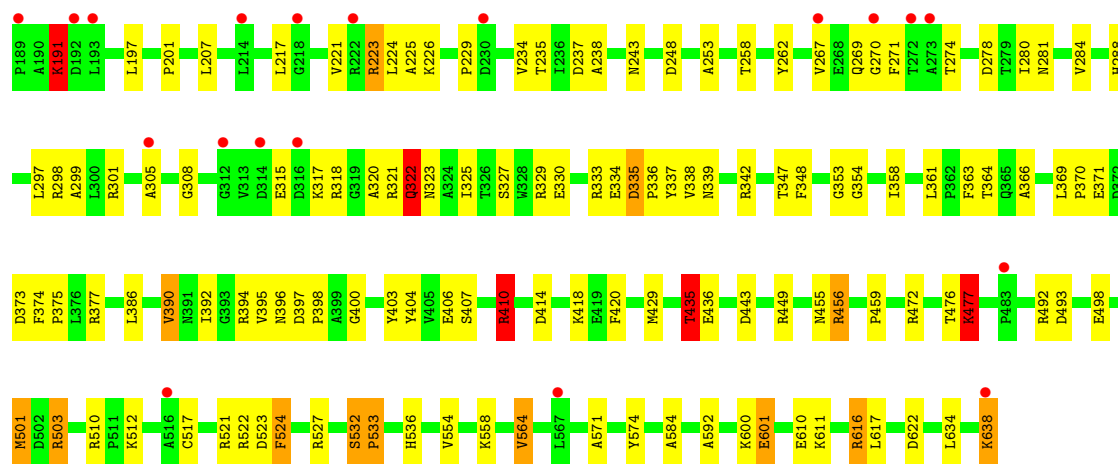 P189 A190 K191 D192 L193 L197 P201 L207 L214 L217 G218 V221 R222 R223 L224 A225 K226 P229 D230 V234 T235 I236 D237 A238 N243 D248 A253 T258 Y262 V267 E268 Q269 G270 F271 T272 A273 T274 D278 T279 I280 N281 V284 H288
L297 R298 A299 L300 R301 A305 G308 G312 V313 D314 E315 D316 K317 R318 G319 A320 R321 Q322 N323 A324 I325 T326 S327 W328 R329 E330 R333 E334 D335 P336 Y337 V338 N339 R342 T347 F348 G353 G354 I358 L361 P362 F363 T364 Q365 A366 L369 P370 E371
D373 F374 P375 L376 R377 L386 V390 N391 I392 G393 R394 V395 N396 D397 P398 A399 G400 Y403 Y404 V405 E406 S407 R410 D414 K418 E419 F420 M429 T435 E436 D443 R449 N455 R456 P459 R472 T476 K477 P483 R492 D493 E498
M501 D502 R503 R510 P511 K512 A516 C517 R521 R522 D523 F524 R527 S532 P533 H536 V554 K558 V564 L567 A571 Y574 A584 A592 K600 E601 E610 K611 R616 L617 D622 L634 K638